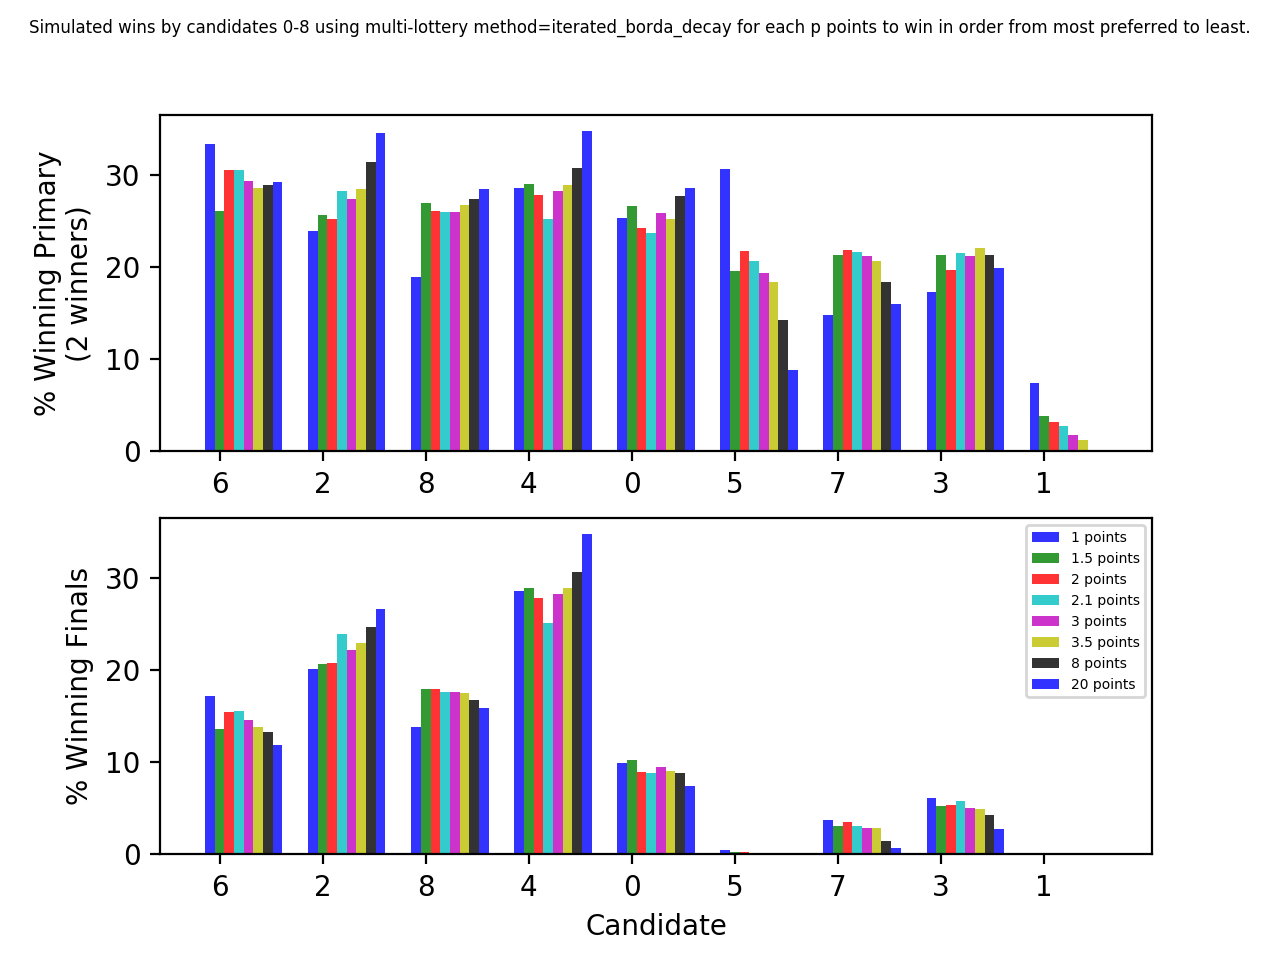 Simulated wins by candidates 0-8 using multi-lottery method=iterated_borda_decay for each p points to win in order from most preferred to least.
% Winning Primary
(2 winners)
30
20
10
0
6 2 8 4 0 5 7 3 1
% Winning Finals
30
20
10
0
1 points
1.5 points
2 points
2.1 points
3 points
3.5 points
8 points
20 points
6 2 8 4 0 5 7 3 1
Candidate